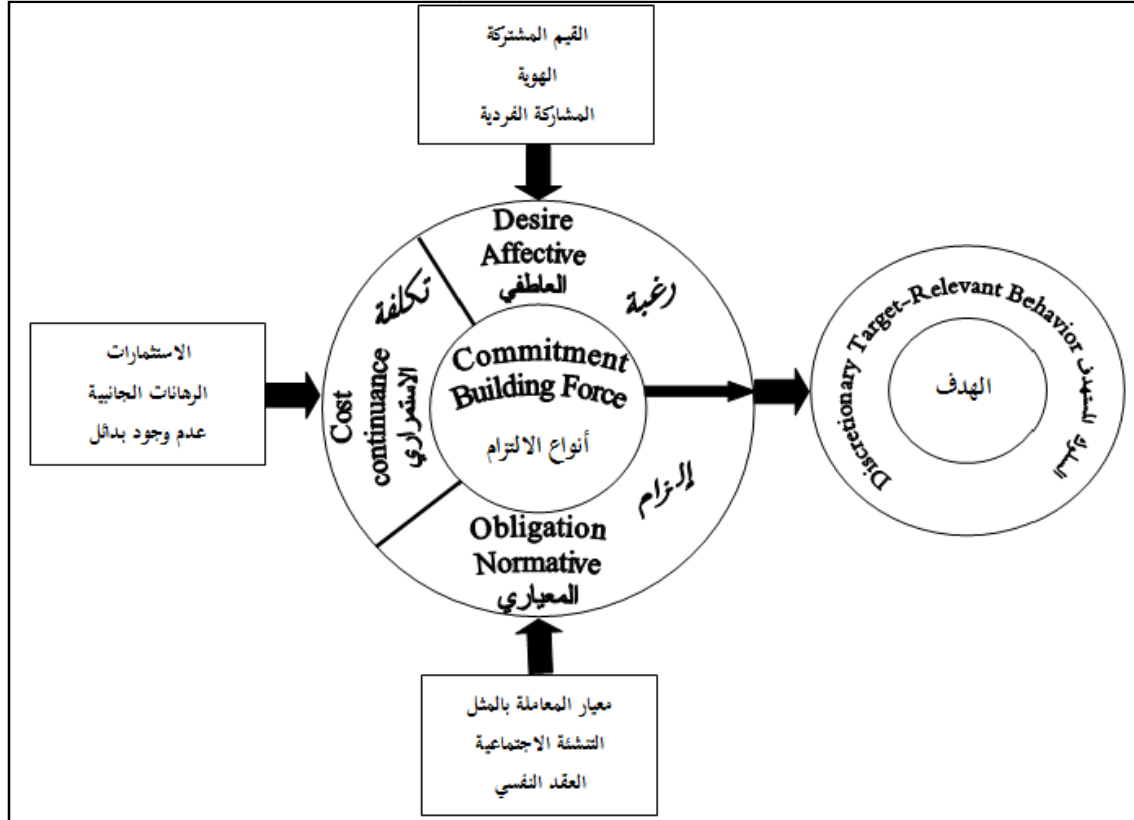 القيم المشتركة
الهوية
المشاركة الفردية
Desire
Affective
العاطفي
رغبة
تكلفة
Cost
continuance
الاستمراري
Commitment
Building Force
أنواع الالتزام
إلزام
Obligation
Normative
المعياري
الاستثمارات
الرهانات الجانبية
عدم وجود بدائل
Discretionary Target-Relevant Behavior السلوك المستهدف
الهدف
معيار المعاملة بالمثل
التنشئة الاجتماعية
العقد النفسي